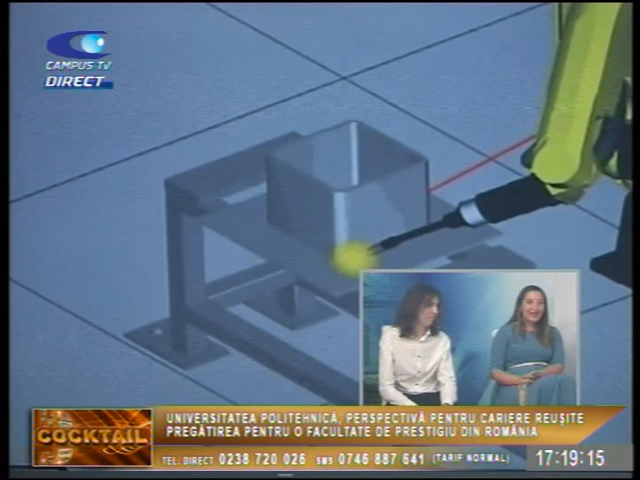 CAMPUS TV
DIRECT
COCKTAIL
UNIVERSITATEA POLITEHNICĂ, PERSPECTIVĂ PENTRU CARIERE REUȘITE
PREGĂTIREA PENTRU O FACULTATE DE PRESTIGIU DIN ROMÂNIA
TEL: DIRECT 0238 720 026 SMS 0746 887 641 (TARIF NORMAL)
17:19:15